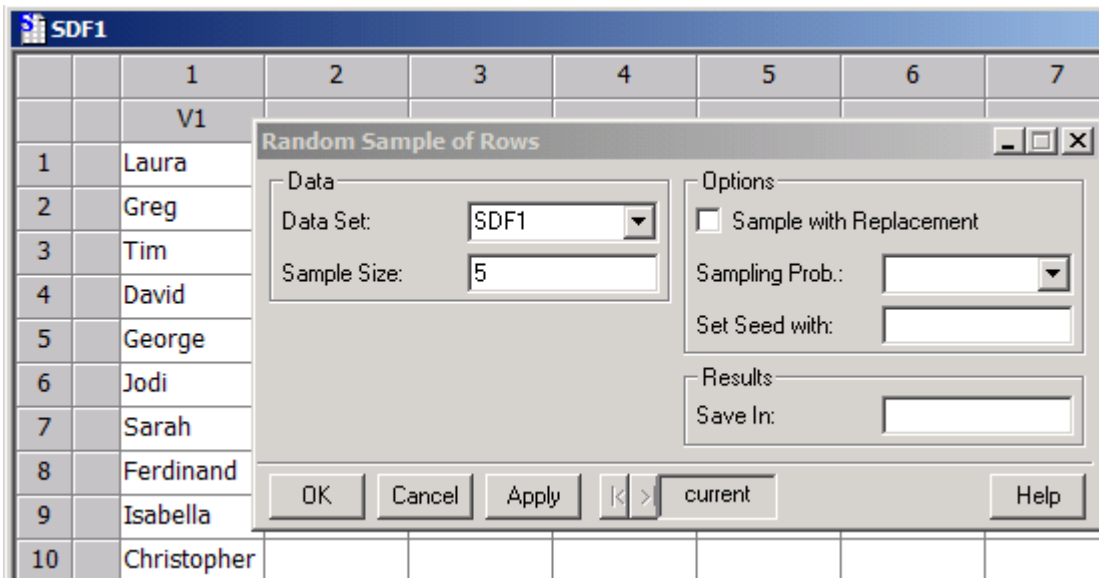 SDF1
1 2 3 4 5 6 7
V1
Random Sample of Rows
1 Laura
2 Greg
3 Tim
4 David
5 George
6 Jodi
7 Sarah
8 Ferdinand
9 Isabella
10 Christopher
Data
Data Set: SDF1
Sample Size: 5
Options
Sample with Replacement
Sampling Prob.:
Set Seed with:
Results
Save In:
OK Cancel Apply current Help